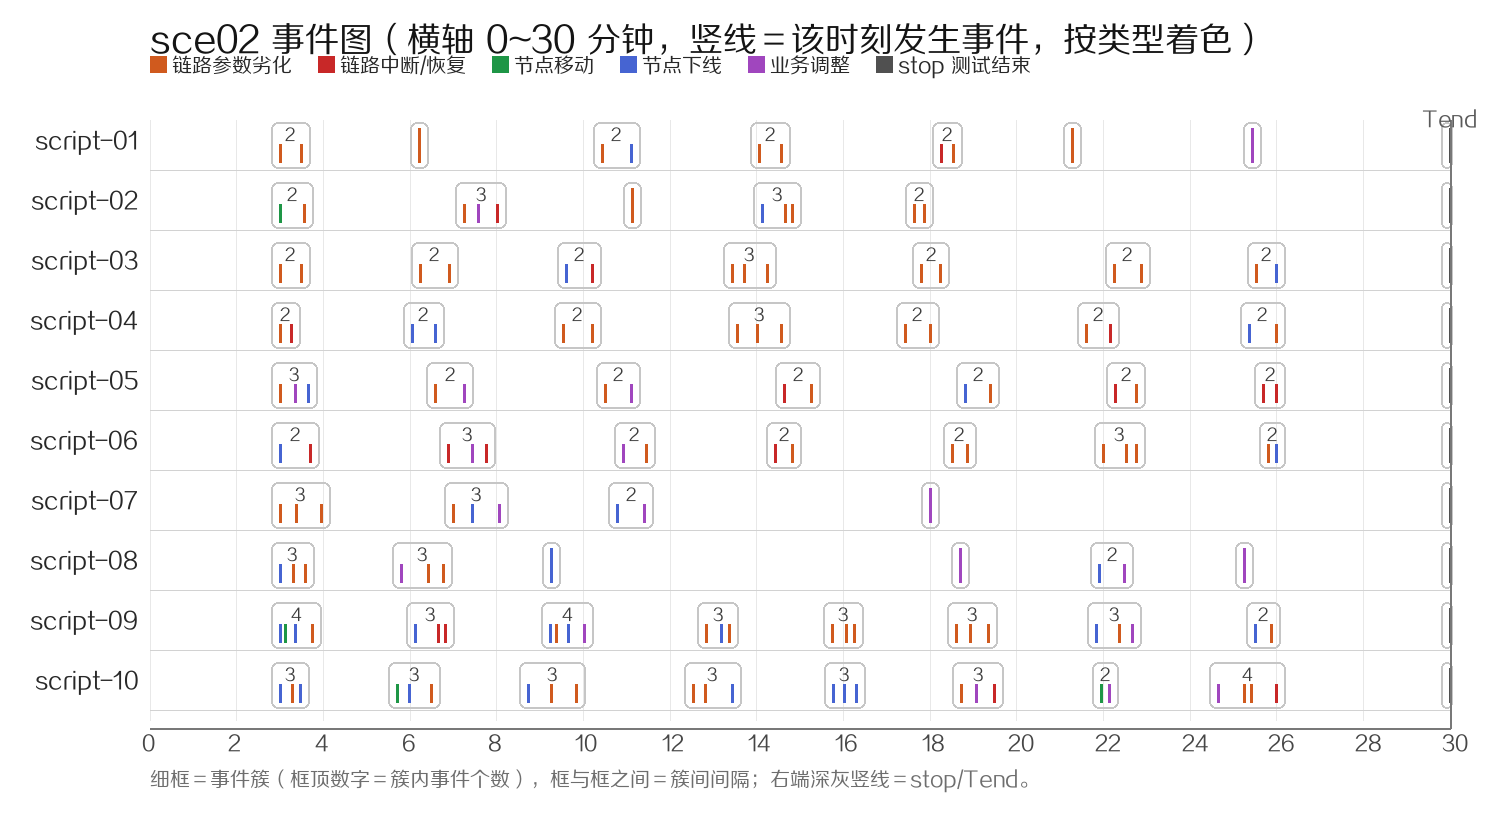 sce02 事件图（横轴 0~30 分钟，竖线＝该时刻发生事件，按类型着色）
链路参数劣化 链路中断/恢复 节点移动 节点下线 业务调整 stop 测试结束
Tend
script-01 2 2 2 2
script-02 2 3 3 2
script-03 2 2 2 3 2 2 2
script-04 2 2 2 3 2 2 2
script-05 3 2 2 2 2 2 2
script-06 2 3 2 2 2 3 2
script-07 3 3 2
script-08 3 3 2
script-09 4 3 4 3 3 3 3 2
script-10 3 3 3 3 3 3 2 4
0 2 4 6 8 10 12 14 16 18 20 22 24 26 28 30
细框＝事件簇（框顶数字＝簇内事件个数），框与框之间＝簇间间隔；右端深灰竖线＝stop/Tend。